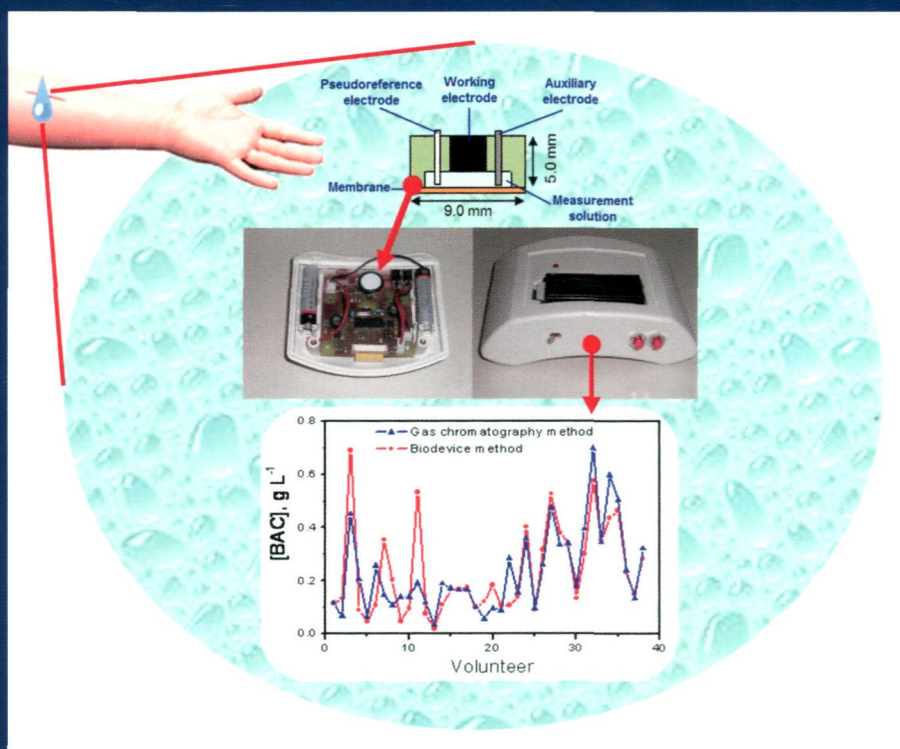 Pseudoreference
electrode
Working
electrode
Auxiliary
electrode
5.0 mm
Membrane
Measurement
solution
9.0 mm
[BAC], g L⁻¹
0.8
0.6
0.4
0.2
0.0
Gas chromatography method
Biodevice method
0
10
20
30
40
Volunteer